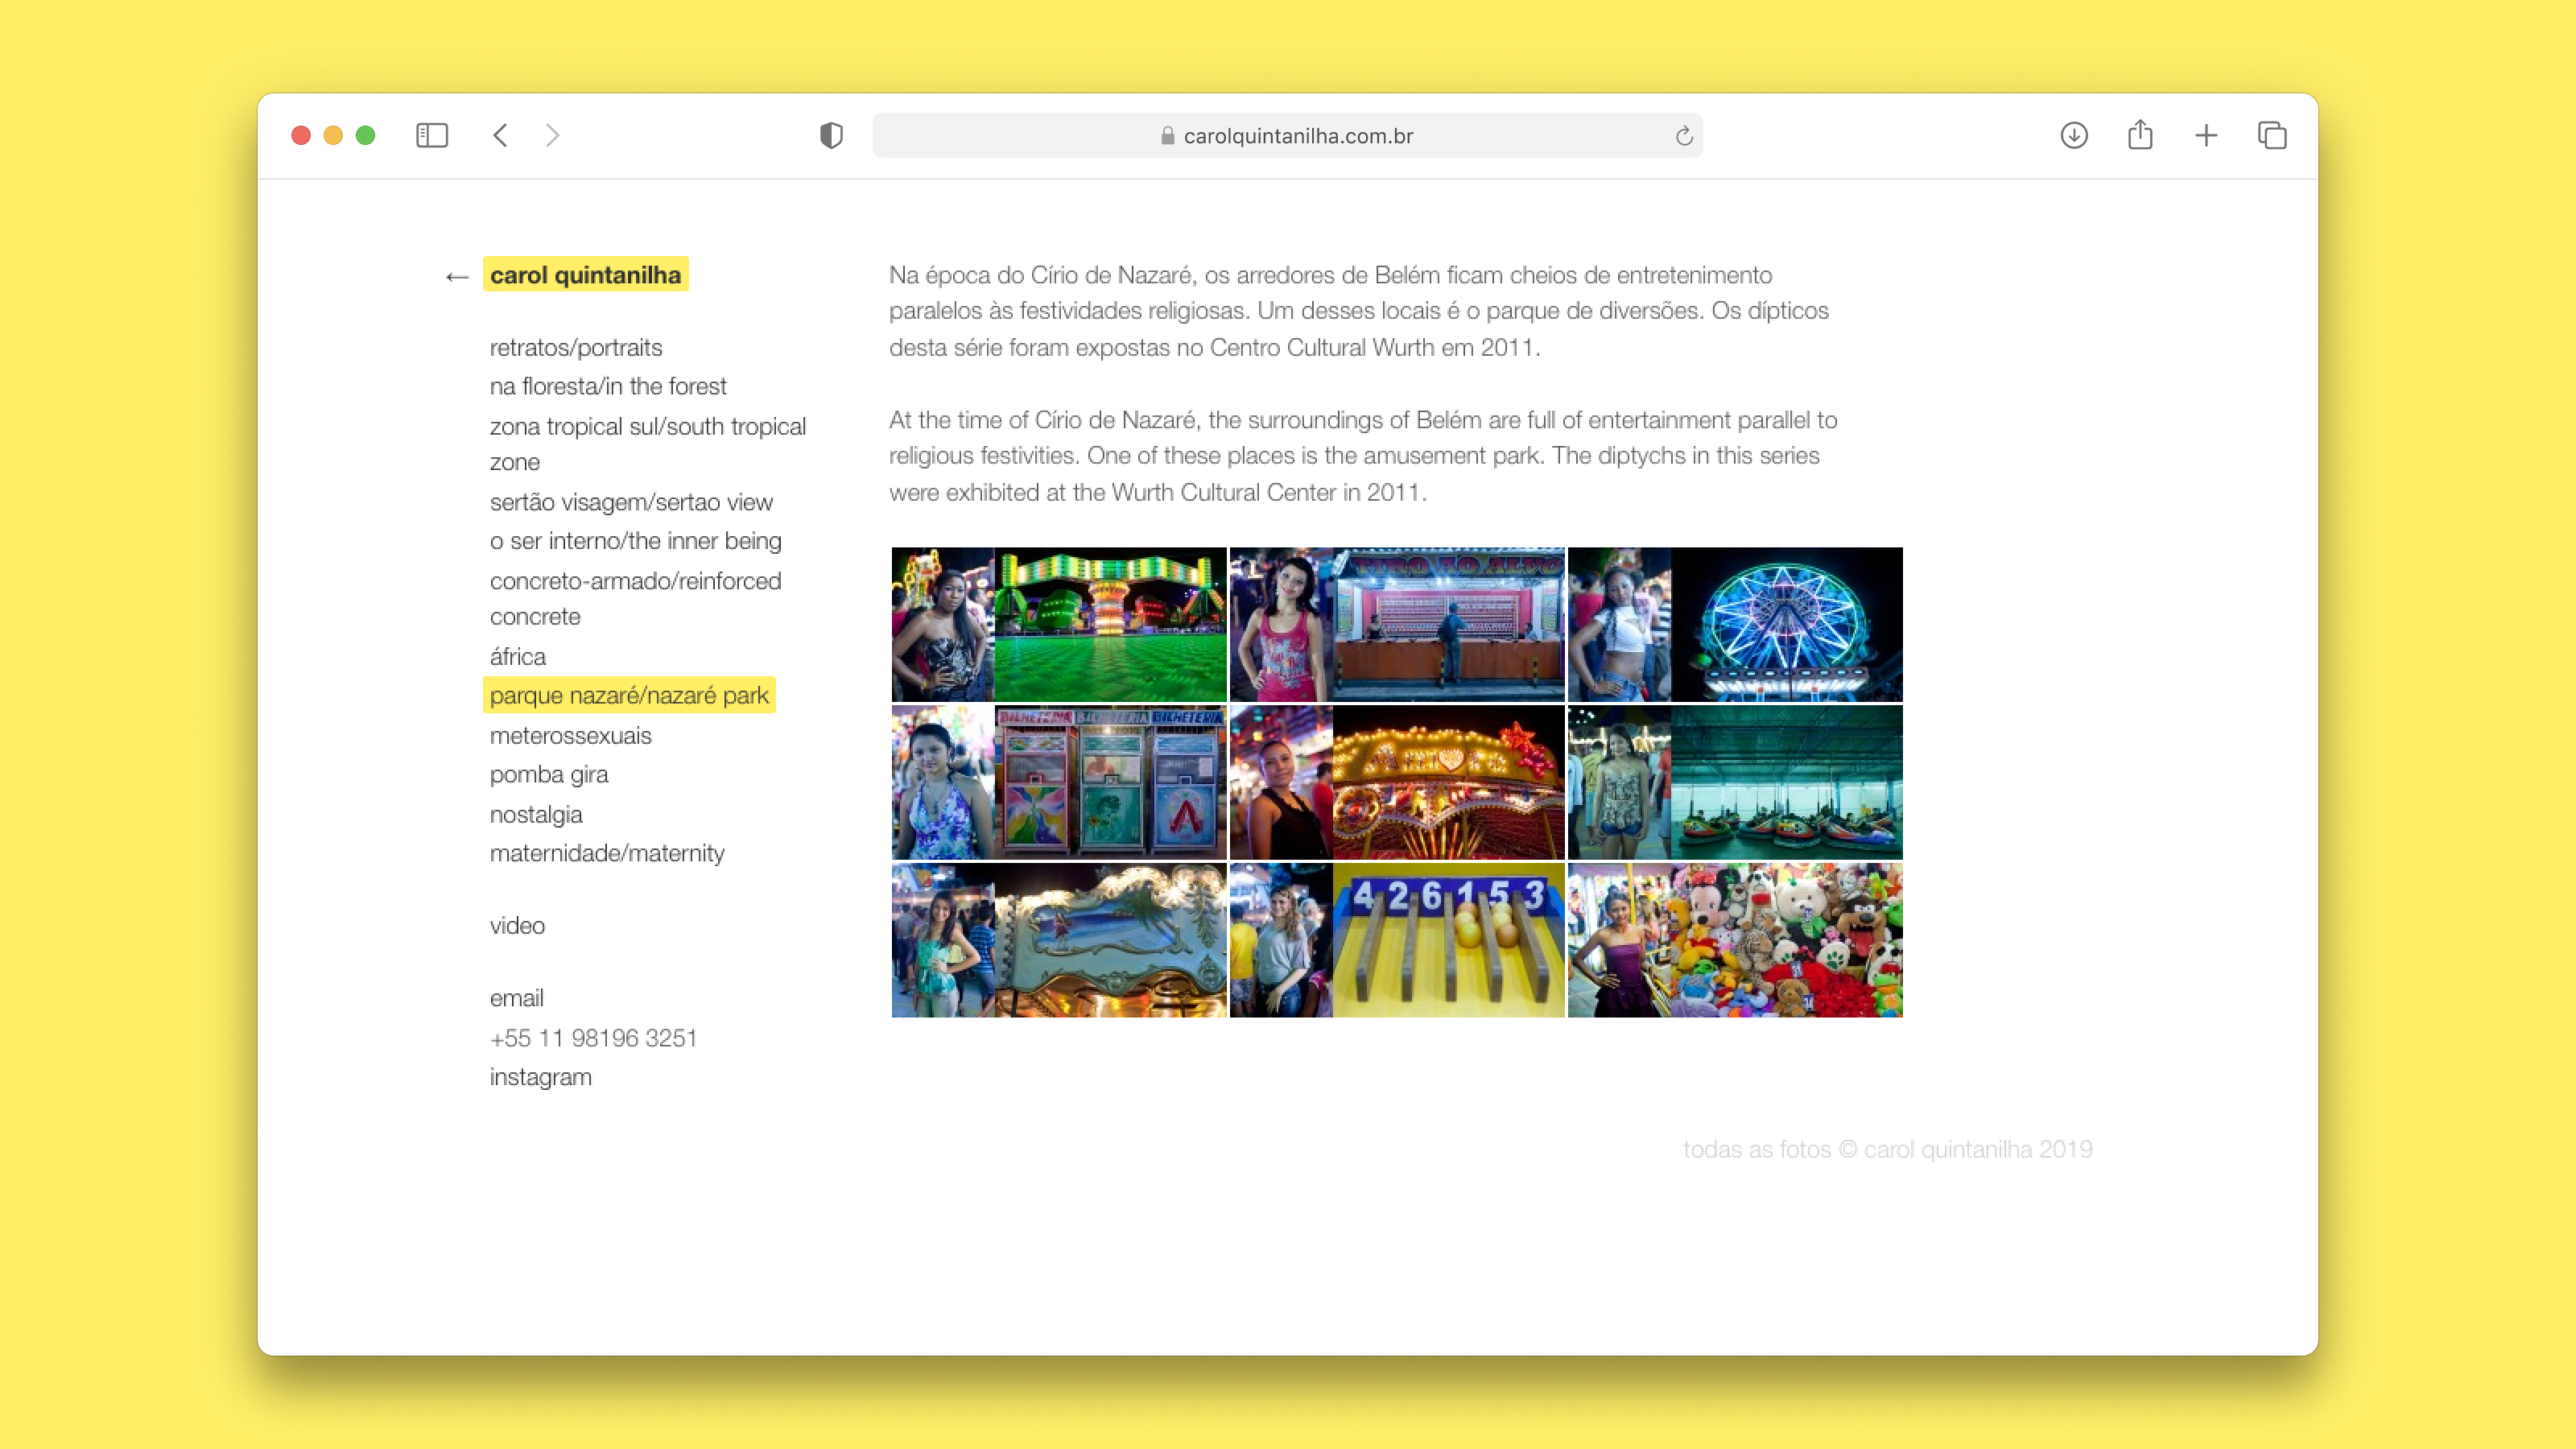 carolquintanilha.com.br
← carol quintanilha
retratos/portraits
na floresta/in the forest
zona tropical sul/south tropical
zone
sertão visagem/sertao view
o ser interno/the inner being
concreto-armado/reinforced
concrete
áfrica
parque nazaré/nazaré park
meterossexuais
pomba gira
nostalgia
maternidade/maternity
video
email
+55 11 98196 3251
instagram
Na época do Círio de Nazaré, os arredores de Belém ficam cheios de entretenimento
paralelos às festividades religiosas. Um desses locais é o parque de diversões. Os dípticos
desta série foram expostas no Centro Cultural Wurth em 2011.
At the time of Círio de Nazaré, the surroundings of Belém are full of entertainment parallel to
religious festivities. One of these places is the amusement park. The diptychs in this series
were exhibited at the Wurth Cultural Center in 2011.
TIRO AO ALVO
BILHETERIA BILHETERIA BILHETERIA
4 2 6 1 5 3
todas as fotos © carol quintanilha 2019